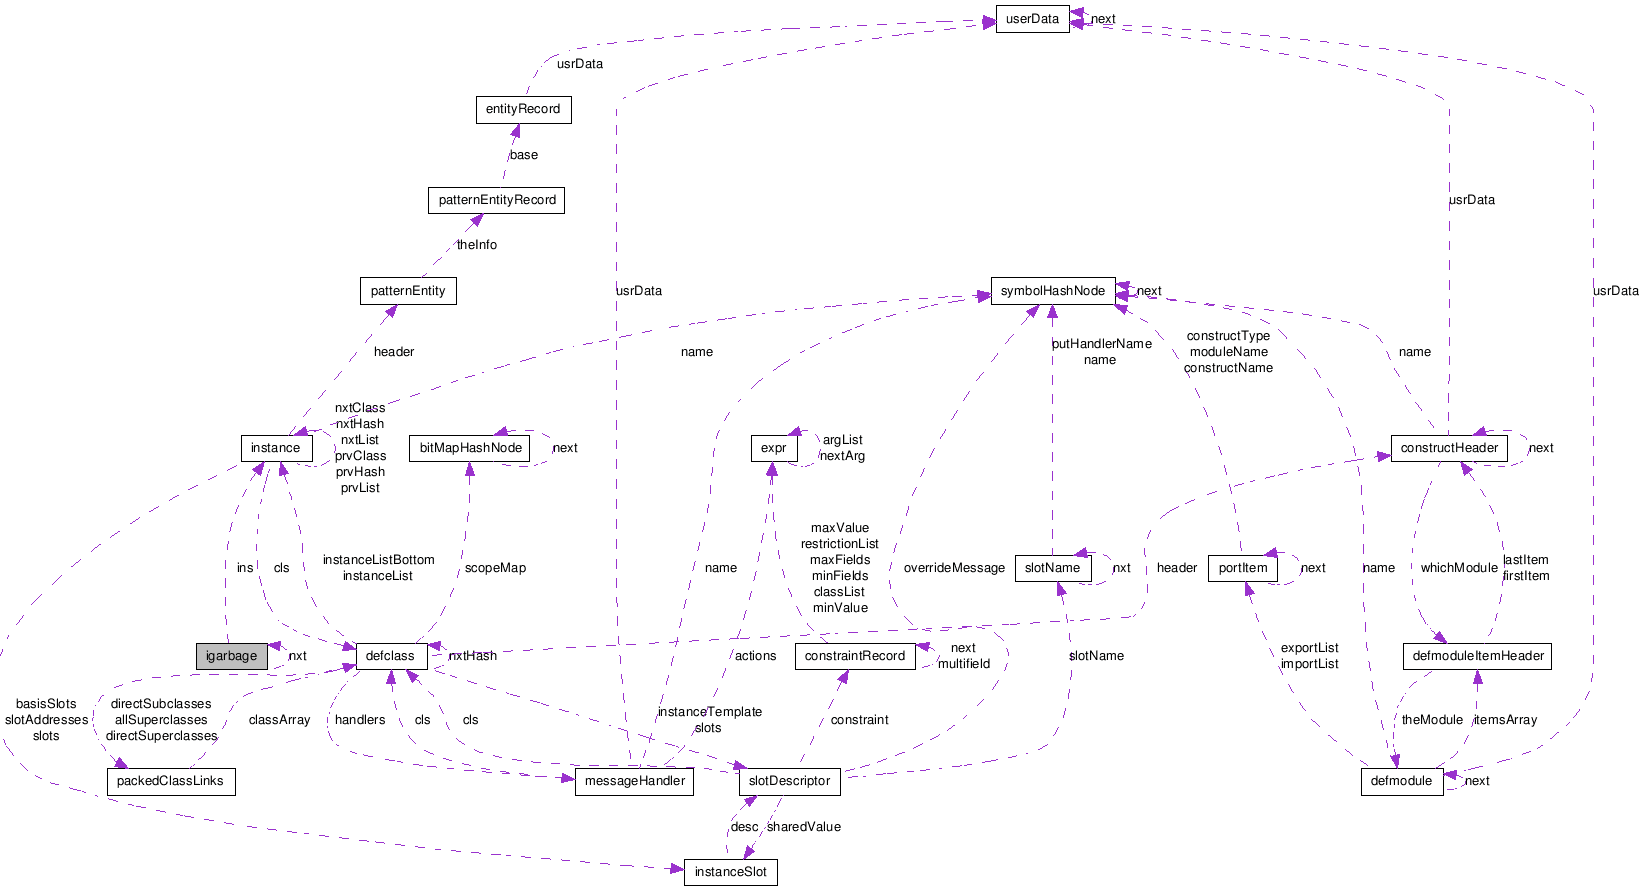 userData
next
usrData
entityRecord
base
patternEntityRecord
usrData
theInfo
patternEntity
usrData
symbolHashNode
next
usrData
header
name
putHandlerName
name
constructType
moduleName
constructName
name
nxtClass
nxtHash
nxtList
prvClass
prvHash
prvList
instance
bitMapHashNode
next
expr
argList
nextArg
constructHeader
next
maxValue
restrictionList
maxFields
minFields
classList
minValue
ins
cls
instanceListBottom
instanceList
scopeMap
name
overrideMessage
slotName
nxt
header
portItem
next
name
whichModule
lastItem
firstItem
igarbage
nxt
defclass
nxtHash
actions
constraintRecord
next
multifield
slotName
exportList
importList
defmoduleItemHeader
basisSlots
slotAddresses
slots
directSubclasses
allSuperclasses
directSuperclasses
classArray
handlers
cls
cls
instanceTemplate
slots
constraint
theModule
itemsArray
packedClassLinks
messageHandler
slotDescriptor
defmodule
next
desc
sharedValue
instanceSlot